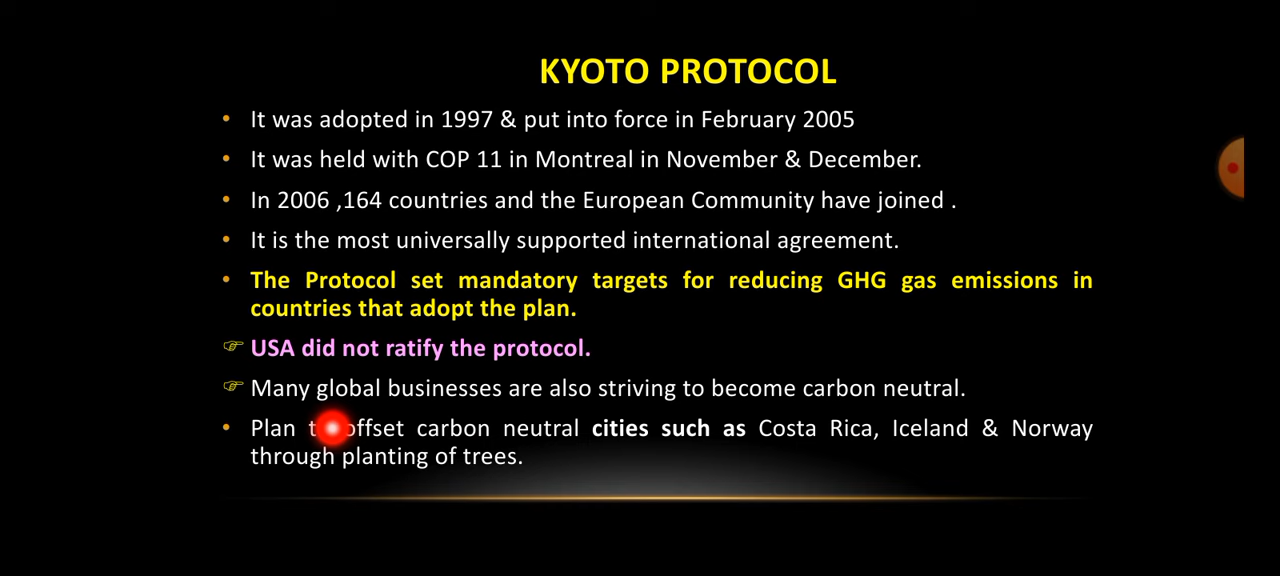 KYOTO PROTOCOL
• It was adopted in 1997 & put into force in February 2005
• It was held with COP 11 in Montreal in November & December.
• In 2006 ,164 countries and the European Community have joined .
• It is the most universally supported international agreement.
• The Protocol set mandatory targets for reducing GHG gas emissions in
countries that adopt the plan.
☞ USA did not ratify the protocol.
☞ Many global businesses are also striving to become carbon neutral.
• Plan offset carbon neutral cities such as Costa Rica, Iceland & Norway
through planting of trees.